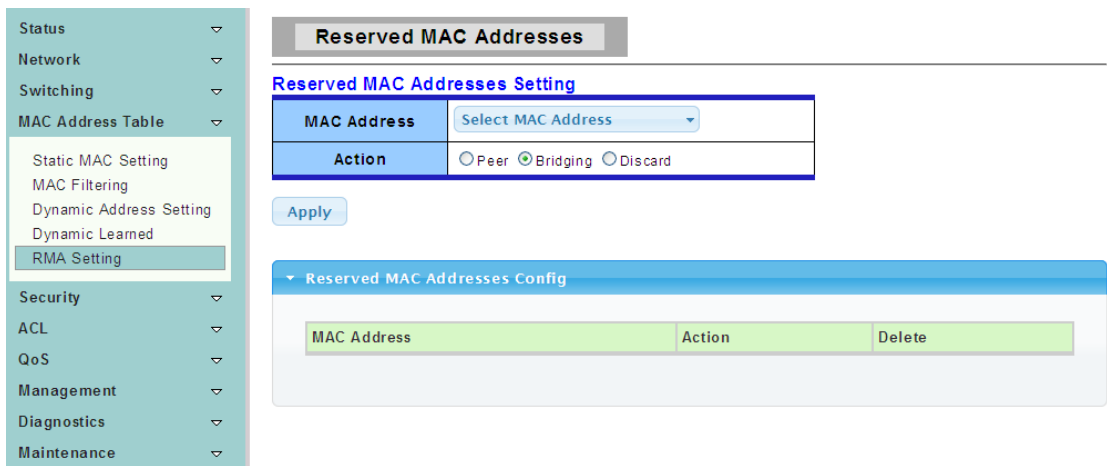 Status
Network
Switching
MAC Address Table
Static MAC Setting
MAC Filtering
Dynamic Address Setting
Dynamic Learned
RMA Setting
Security
ACL
QoS
Management
Diagnostics
Maintenance
Reserved MAC Addresses
Reserved MAC Addresses Setting
MAC Address Select MAC Address
Action Peer Bridging Discard
Apply
Reserved MAC Addresses Config
MAC Address Action Delete